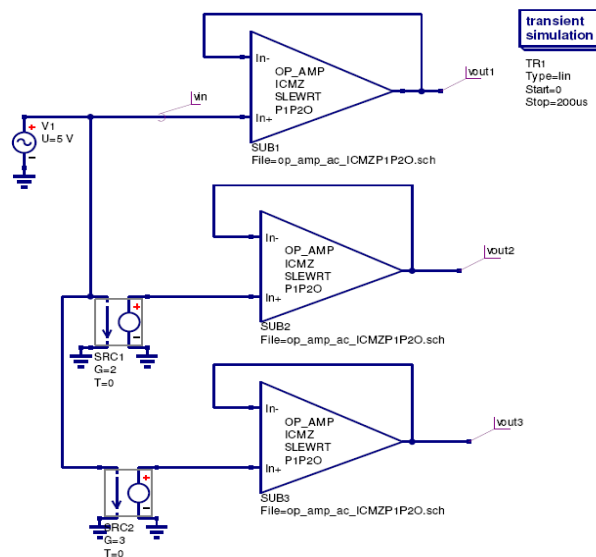 transient
simulation
TR1
Type=lin
Start=0
Stop=200us
In-
OP_AMP
ICMZ
SLEWRT
P1P2O
In+
vout1
vin
V1
U=5 V
SUB1
File=op_amp_ac_ICMZP1P2O.sch
In-
OP_AMP
ICMZ
SLEWRT
P1P2O
In+
vout2
SUB2
File=op_amp_ac_ICMZP1P2O.sch
SRC1
G=2
T=0
In-
OP_AMP
ICMZ
SLEWRT
P1P2O
In+
vout3
SUB3
File=op_amp_ac_ICMZP1P2O.sch
SRC2
G=3
T=0